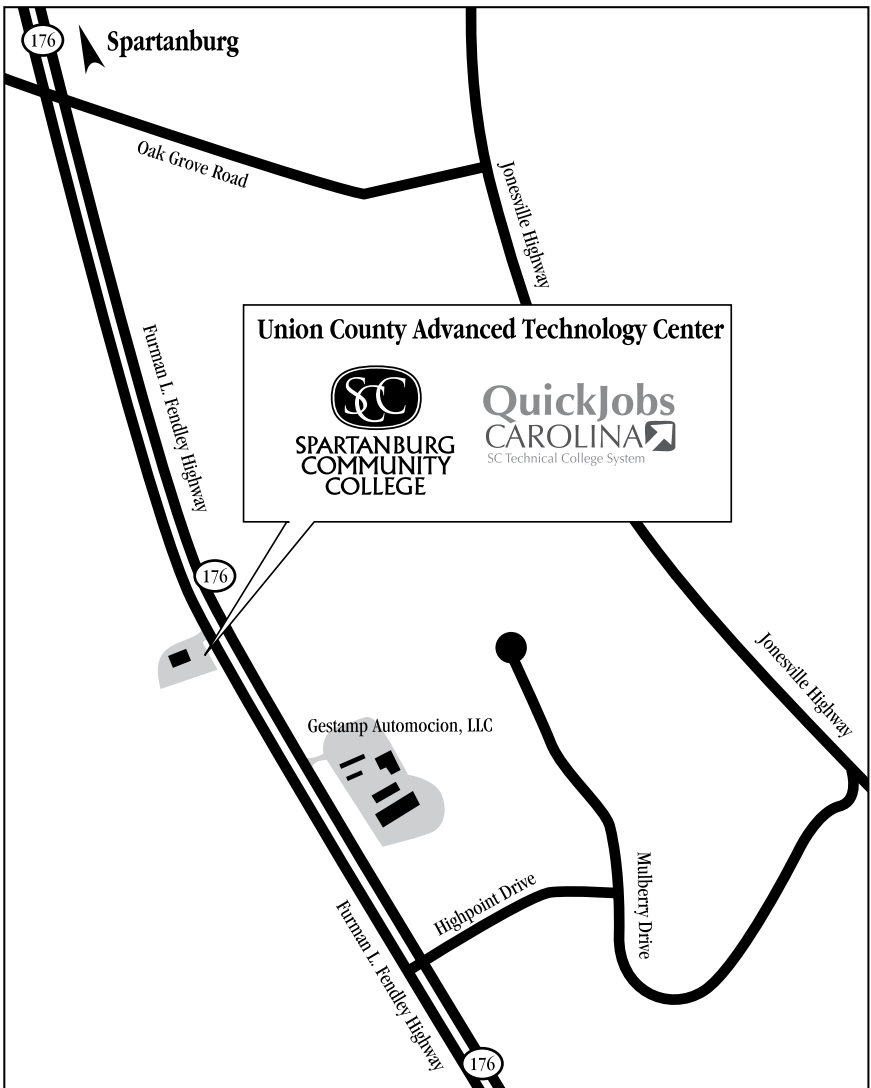 176
Spartanburg
Oak Grove Road
Jonesville Highway
Union County Advanced Technology Center
SCC
SPARTANBURG
COMMUNITY
COLLEGE
QuickJobs
CAROLINA
SC Technical College System
Furman L. Fendley Highway
176
Jonesville Highway
Gestamp Automocion, LLC
Mulberry Drive
Highpoint Drive
Furman L. Fendley Highway
176